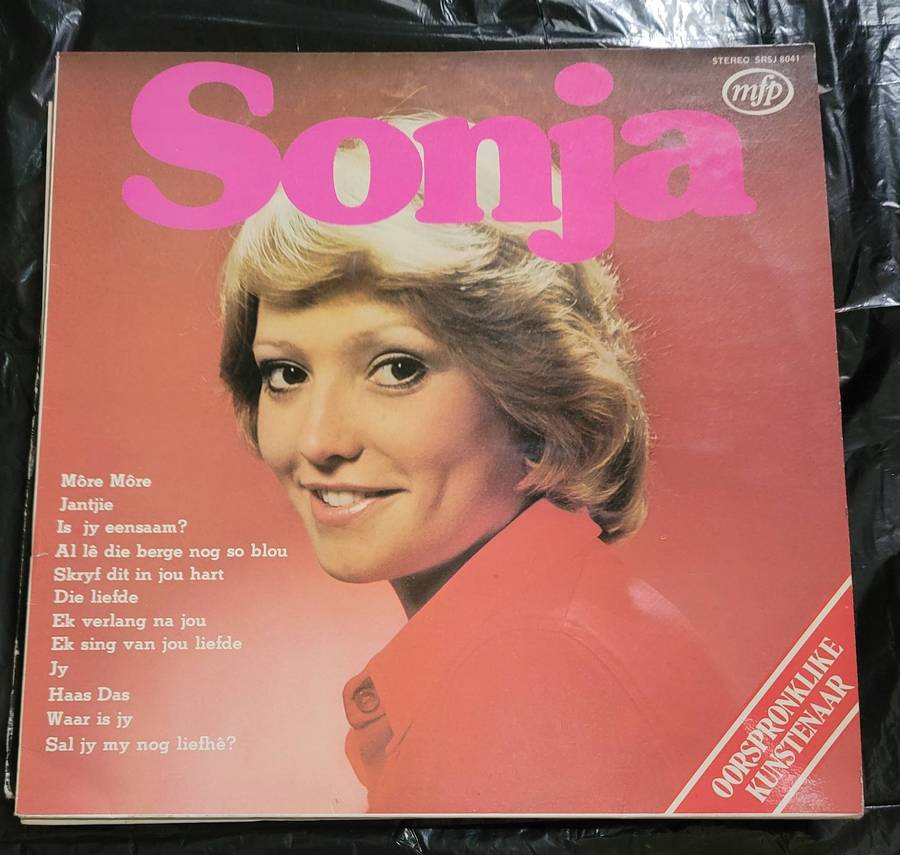 STEREO SRSJ 8041
mfp
Sonja
Môre Môre
Jantjie
Is jy eensaam?
Al lê die berge nog so blou
Skryf dit in jou hart
Die liefde
Ek verlang na jou
Ek sing van jou liefde
Jy
Haas Das
Waar is jy
Sal jy my nog liefhê?
OORSPRONKLIKE
KUNSTENAAR